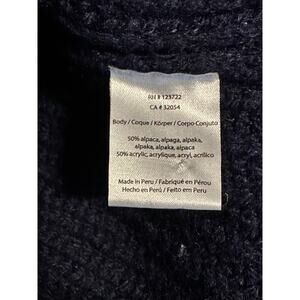 RN # 123722
CA # 32054
Body / Coque / Körper / Corpo-Conjuto
50% alpaca, alpaga, alpaka,
alpaka, alpaka, alpaca
50% acrylic, acrylique, acryl, acrilico
Made in Peru / Fabriqué en Pérou
Hecho en Perú / Feito em Peru